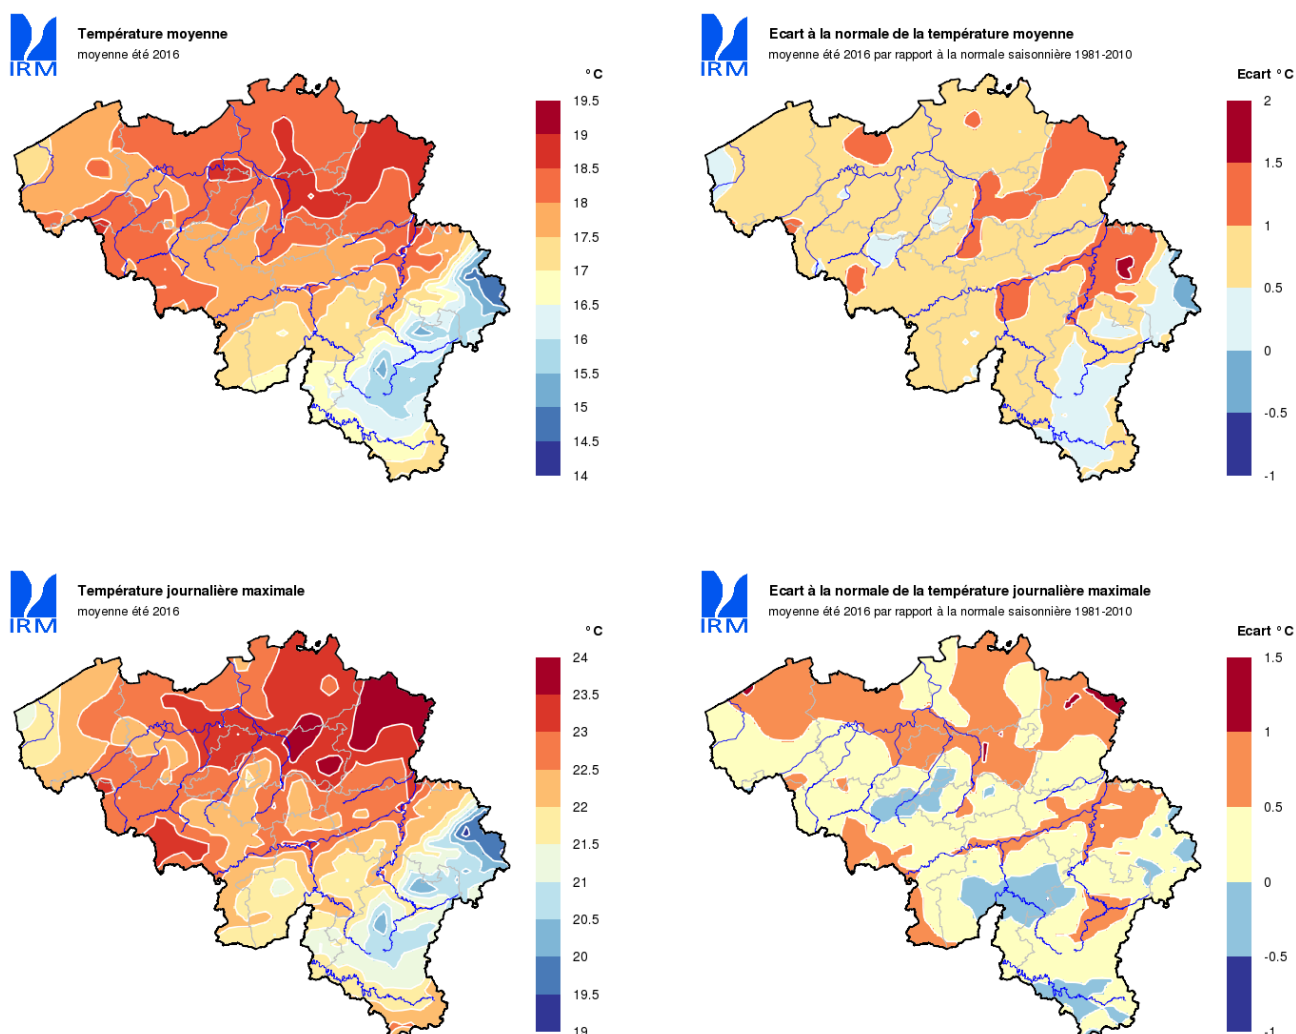 Température moyenne
moyenne été 2016
IRM
°C
19.5
19
18.5
18
17.5
17
16.5
16
15.5
15
14.5
14
Ecart à la normale de la température moyenne
moyenne été 2016 par rapport à la normale saisonnière 1981-2010
IRM
Ecart °C
2
1.5
1
0.5
0
-0.5
-1
Température journalière maximale
moyenne été 2016
IRM
°C
24
23.5
23
22.5
22
21.5
21
20.5
20
19.5
19
Ecart à la normale de la température journalière maximale
moyenne été 2016 par rapport à la normale saisonnière 1981-2010
IRM
Ecart °C
1.5
1
0.5
0
-0.5
-1